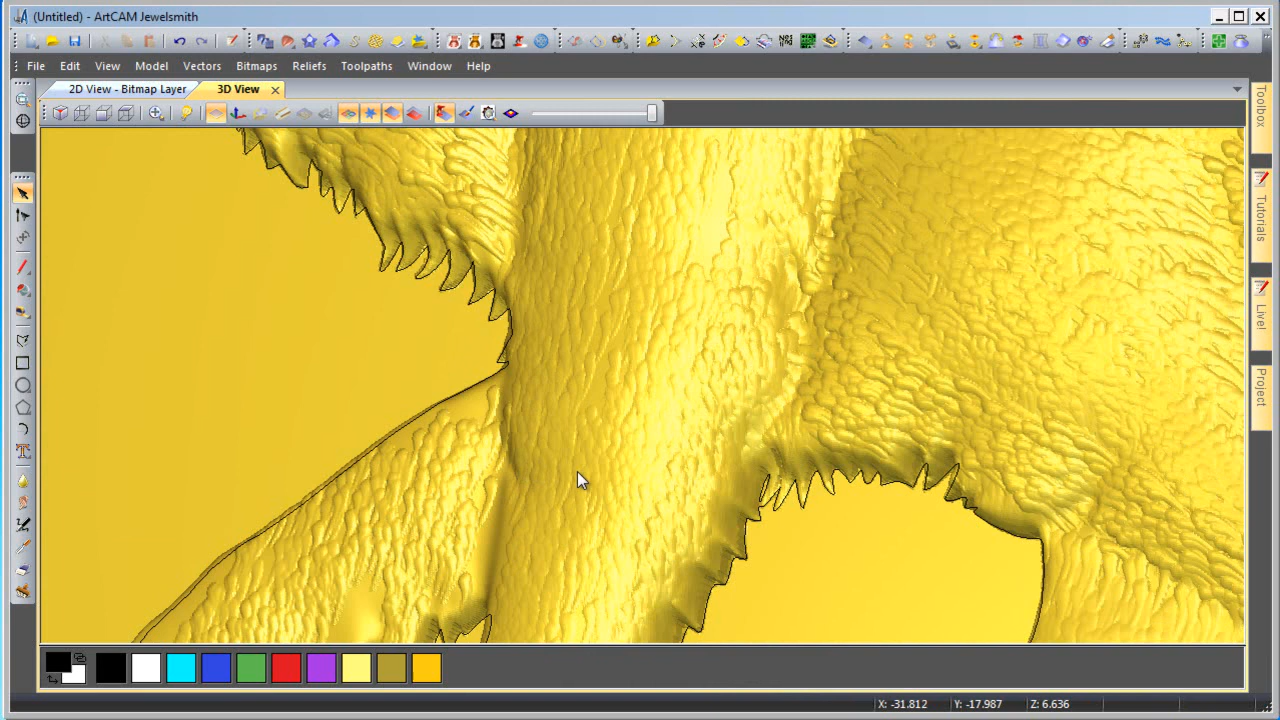 (Untitled) - ArtCAM Jewelsmith
File Edit View Model Vectors Bitmaps Reliefs Toolpaths Window Help
2D View - Bitmap Layer 3D View
Toolbox
Tutorials
Live!
Project
X: -31.812 Y: -17.987 Z: 6.636